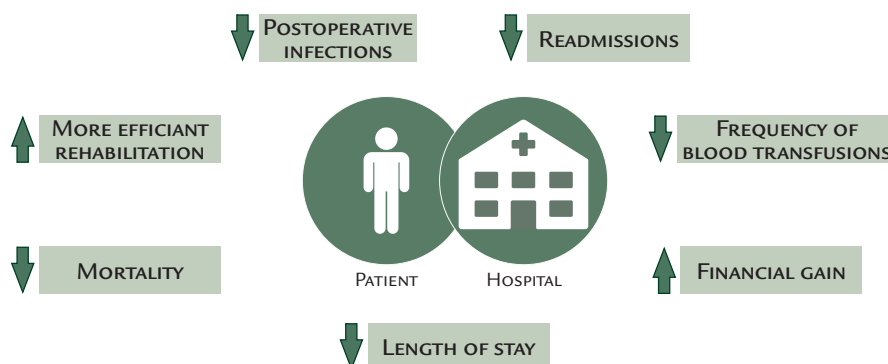 Postoperative
infections
Readmissions
More efficiant
rehabilitation
Frequency of
blood transfusions
Mortality
Financial gain
Patient
Hospital
Length of stay